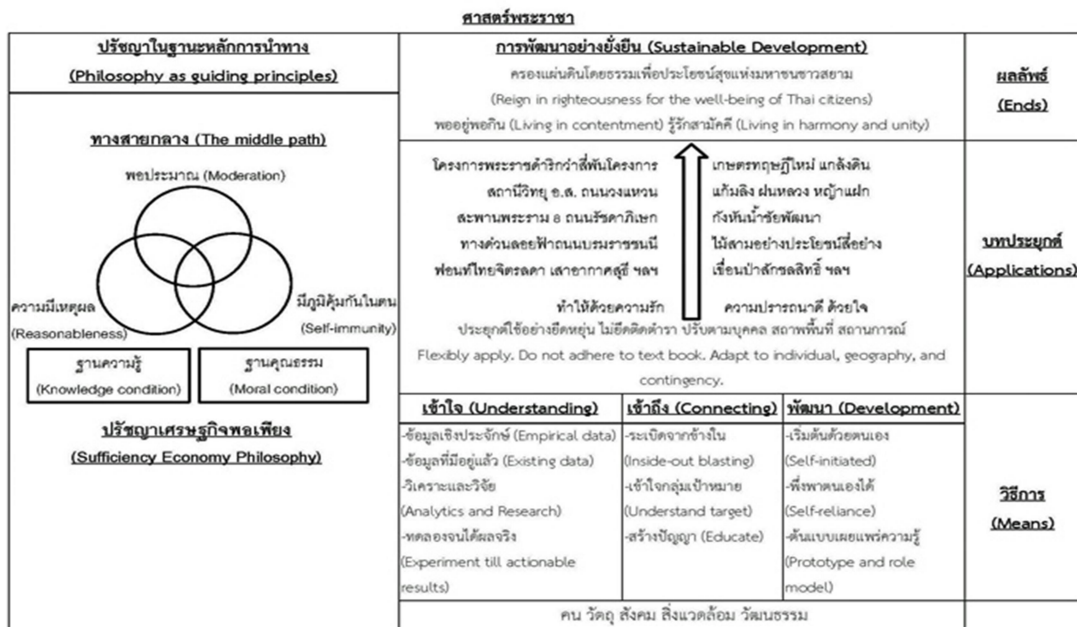 ศาสตร์พระราชา
ปรัชญาในฐานะหลักการนำทาง
(Philosophy as guiding principles)
ทางสายกลาง (The middle path)
พอประมาณ (Moderation)
ความมีเหตุผล
(Reasonableness)
มีภูมิคุ้มกันในตน
(Self-immunity)
ฐานความรู้
(Knowledge condition)
ฐานคุณธรรม
(Moral condition)
ปรัชญาเศรษฐกิจพอเพียง
(Sufficiency Economy Philosophy)
การพัฒนาอย่างยั่งยืน (Sustainable Development)
ครองแผ่นดินโดยธรรมเพื่อประโยชน์สุขแห่งมหาชนชาวสยาม
(Reign in righteousness for the well-being of Thai citizens)
พออยู่พอกิน (Living in contentment) รู้รักสามัคคี (Living in harmony and unity)
ผลลัพธ์
(Ends)
โครงการพระราชดำริกว่าสี่พันโครงการ
สถานีวิทยุ อ.ส. ถนนวงแหวน
สะพานพระราม 8 ถนนรัชดาภิเษก
ทางด่วนลอยฟ้าถนนบรมราชชนนี
ฟอนท์ไทยจิตรลดา เสาอากาศสุธี ฯลฯ
ทำให้ด้วยความรัก
เกษตรทฤษฎีใหม่ แกล้งดิน
แก้มลิง ฝนหลวง หญ้าแฝก
กังหันน้ำชัยพัฒนา
ไม้สามอย่างประโยชน์สี่อย่าง
เขื่อนป่าสักชลสิทธิ์ ฯลฯ
ความปรารถนาดี ด้วยใจ
ประยุกต์ใช้อย่างยืดหยุ่น ไม่ยึดติดตำรา ปรับตามบุคคล สภาพพื้นที่ สถานการณ์
Flexibly apply. Do not adhere to text book. Adapt to individual, geography, and
contingency.
บทประยุกต์
(Applications)
เข้าใจ (Understanding)
-ข้อมูลเชิงประจักษ์ (Empirical data)
-ข้อมูลที่มีอยู่แล้ว (Existing data)
-วิเคราะและวิจัย
(Analytics and Research)
-ทดลองจนได้ผลจริง
(Experiment till actionable
results)
เข้าถึง (Connecting)
-ระเบิดจากข้างใน
(Inside-out blasting)
-เข้าใจกลุ่มเป้าหมาย
(Understand target)
-สร้างปัญญา (Educate)
พัฒนา (Development)
-เริ่มต้นด้วยตนเอง
(Self-initiated)
-พึ่งพาตนเองได้
(Self-reliance)
-ต้นแบบเผยแพร่ความรู้
(Prototype and role
model)
วิธีการ
(Means)
คน วัตถุ สังคม สิ่งแวดล้อม วัฒนธรรม